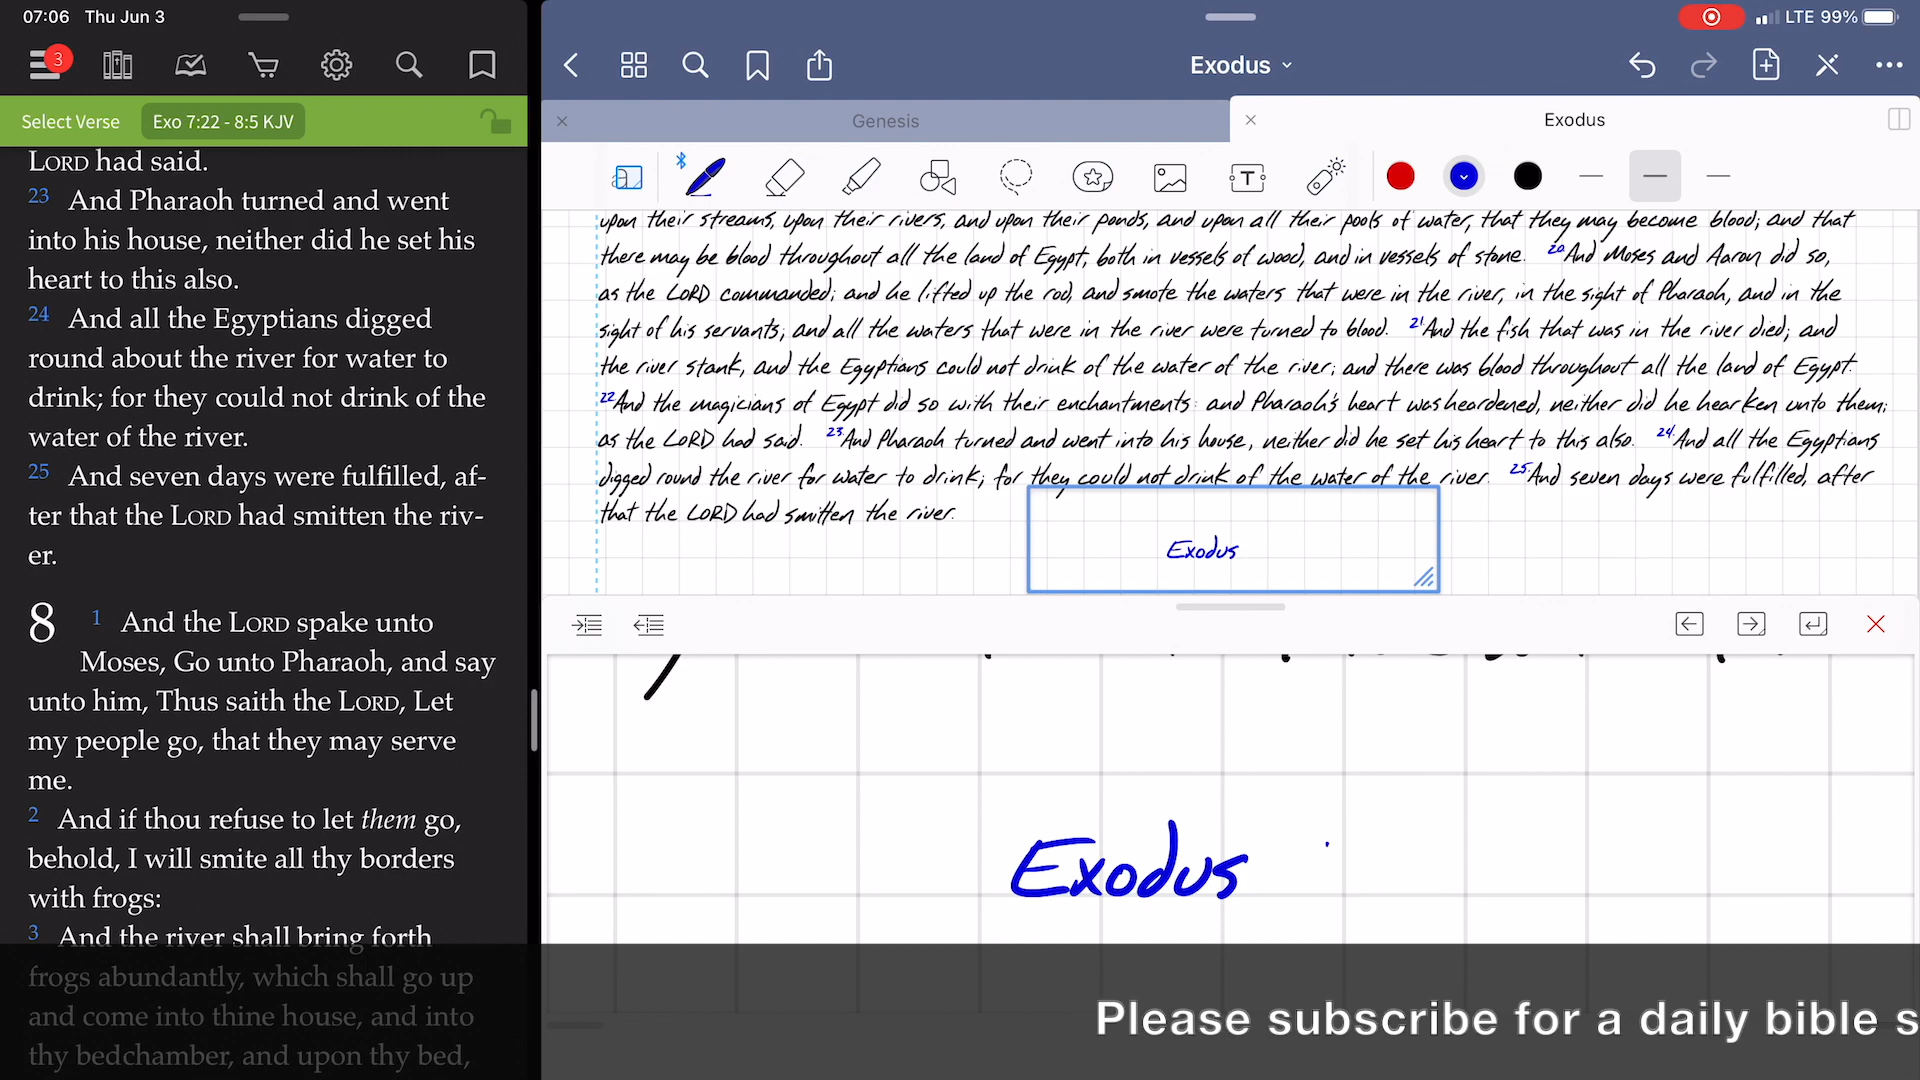 07:06 Thu Jun 3
3
Select Verse Exo 7:22 - 8:5 KJV
LORD had said.
23 And Pharaoh turned and went
into his house, neither did he set his
heart to this also.
24 And all the Egyptians digged
round about the river for water to
drink; for they could not drink of the
water of the river.
25 And seven days were fulfilled, af-
ter that the LORD had smitten the riv-
er.
8 1 And the LORD spake unto
Moses, Go unto Pharaoh, and say
unto him, Thus saith the LORD, Let
my people go, that they may serve
me.
2 And if thou refuse to let them go,
behold, I will smite all thy borders
with frogs:
3 And the river shall bring forth
frogs abundantly, which shall go up
and come into thine house, and into
thy bedchamber, and upon thy bed,
LTE 99%
Exodus
Genesis
Exodus
upon their streams, upon their rivers, and upon their ponds, and upon all their pools of water, that they may become blood; and that
there may be blood throughout all the land of Egypt, both in vessels of wood, and in vessels of stone. 20 And Moses and Aaron did so,
as the LORD commanded; and he lifted up the rod, and smote the waters that were in the river, in the sight of Pharaoh, and in the
sight of his servants; and all the waters that were in the river were turned to blood. 21 And the fish that was in the river died; and
the river stank, and the Egyptians could not drink of the water of the river; and there was blood throughout all the land of Egypt.
22 And the magicians of Egypt did so with their enchantments: and Pharaoh's heart was heardened, neither did he hearken unto them;
as the LORD had said. 23 And Pharaoh turned and went into his house, neither did he set his heart to this also. 24 And all the Egyptians
digged round the river for water to drink; for they could not drink of the water of the river. 25 And seven days were fulfilled, after
that the LORD had smitten the river.
Exodus
Exodus
Please subscribe for a daily bible s